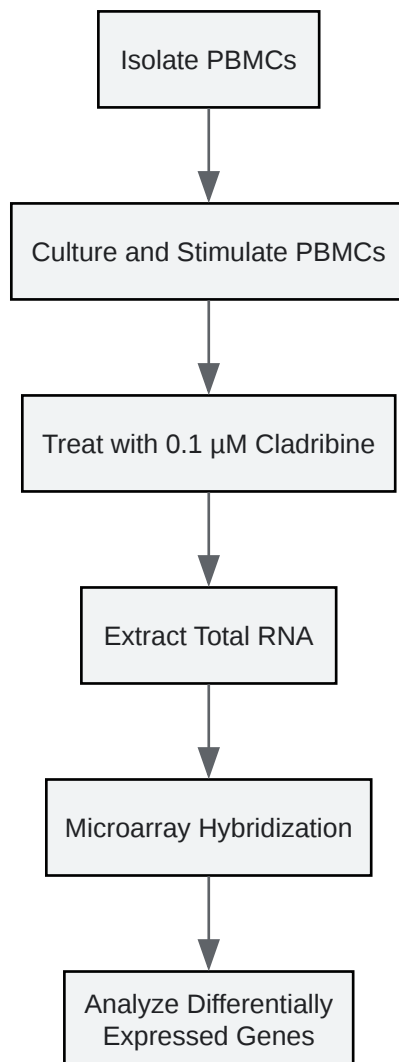 Isolate PBMCs
Culture and Stimulate PBMCs
Treat with 0.1 µM Cladribine
Extract Total RNA
Microarray Hybridization
Analyze Differentially
Expressed Genes